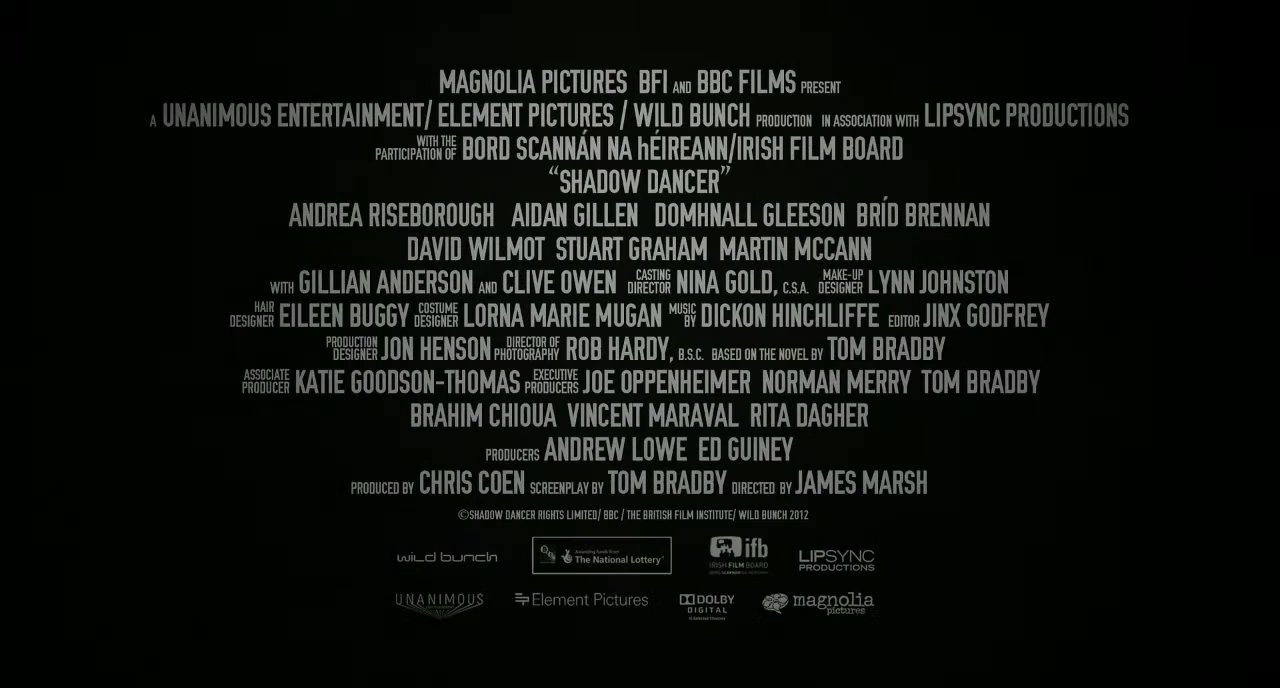 MAGNOLIA PICTURES BFI AND BBC FILMS PRESENT
A UNANIMOUS ENTERTAINMENT/ ELEMENT PICTURES / WILD BUNCH PRODUCTION IN ASSOCIATION WITH LIPSYNC PRODUCTIONS
WITH THE PARTICIPATION OF BORD SCANNÁN NA hÉIREANN/IRISH FILM BOARD
“SHADOW DANCER”
ANDREA RISEBOROUGH AIDAN GILLEN DOMHNALL GLEESON BRÍD BRENNAN
DAVID WILMOT STUART GRAHAM MARTIN MCCANN
WITH GILLIAN ANDERSON AND CLIVE OWEN CASTING DIRECTOR NINA GOLD, C.S.A. MAKE-UP DESIGNER LYNN JOHNSTON
HAIR DESIGNER EILEEN BUGGY COSTUME DESIGNER LORNA MARIE MUGAN MUSIC BY DICKON HINCHLIFFE EDITOR JINX GODFREY
PRODUCTION DESIGNER JON HENSON DIRECTOR OF PHOTOGRAPHY ROB HARDY, B.S.C. BASED ON THE NOVEL BY TOM BRADBY
ASSOCIATE PRODUCER KATIE GOODSON-THOMAS EXECUTIVE PRODUCERS JOE OPPENHEIMER NORMAN MERRY TOM BRADBY
BRAHIM CHIOUA VINCENT MARAVAL RITA DAGHER
PRODUCERS ANDREW LOWE ED GUINEY
PRODUCED BY CHRIS COEN SCREENPLAY BY TOM BRADBY DIRECTED BY JAMES MARSH
©SHADOW DANCER RIGHTS LIMITED/ BBC / THE BRITISH FILM INSTITUTE/ WILD BUNCH 2012
wild bunch
Awarding funds from
The National Lottery
ifb
IRISH FILM BOARD
LIPSYNC
PRODUCTIONS
UNANIMOUS
Element Pictures
DOLBY
DIGITAL
In Selected Theatres
magnolia
pictures